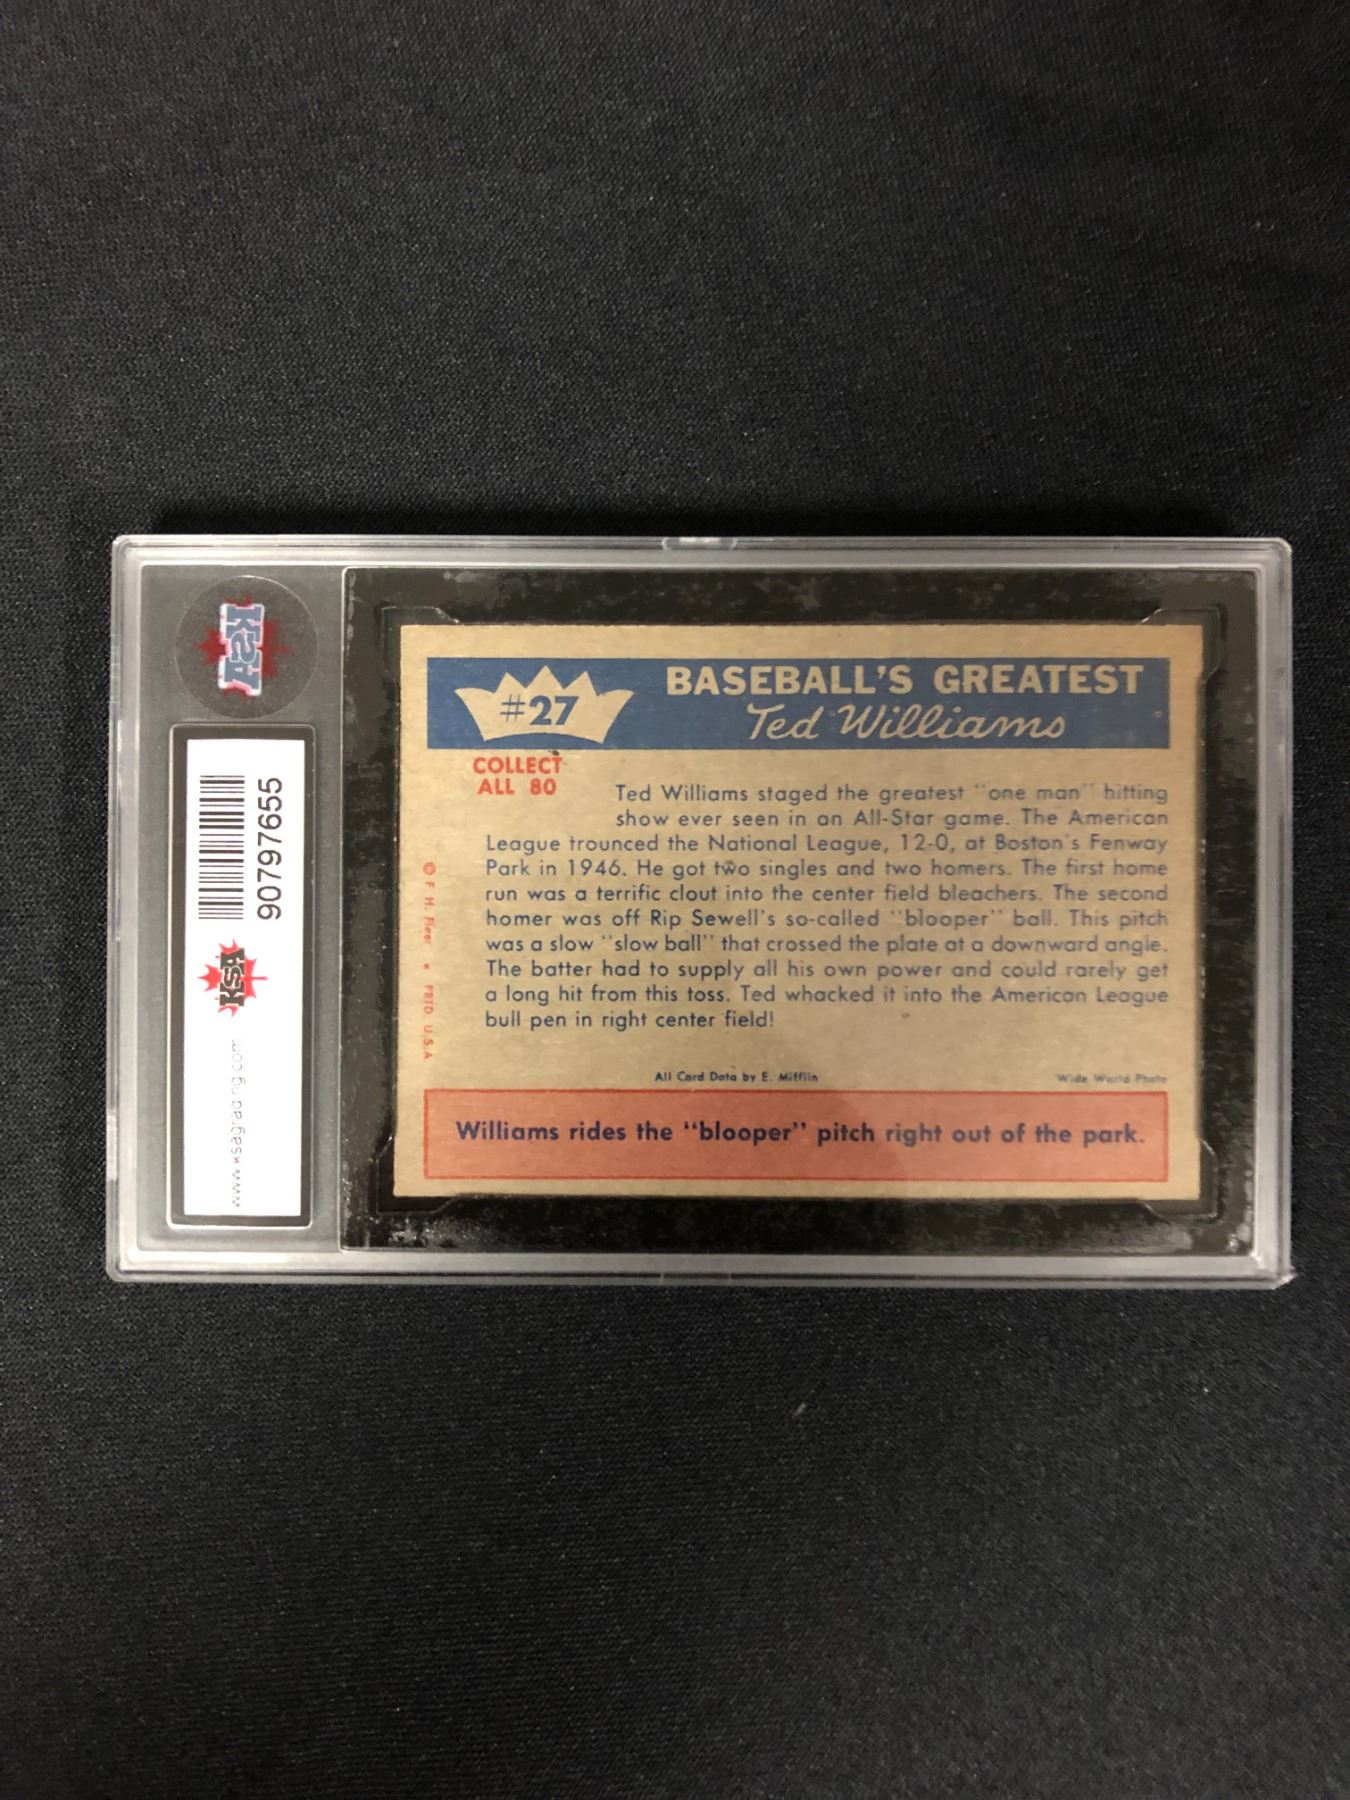 #27
BASEBALL'S GREATEST
Ted Williams
COLLECT
ALL 80
Ted Williams staged the greatest "one man" hitting
show ever seen in an All-Star game. The American
League trounced the National League, 12-0, at Boston's Fenway
Park in 1946. He got two singles and two homers. The first home
run was a terrific clout into the center field bleachers. The second
homer was off Rip Sewell's so-called "blooper" ball. This pitch
was a slow "slow ball" that crossed the plate at a downward angle.
The batter had to supply all his own power and could rarely get
a long hit from this toss. Ted whacked it into the American League
bull pen in right center field!
All Card Data by E. Mifflin
Wide World Photo
Williams rides the "blooper" pitch right out of the park.
© F. H. Fleer • PRTD. U.S.A
KSA
90797655
KSA
www.ksagrading.com